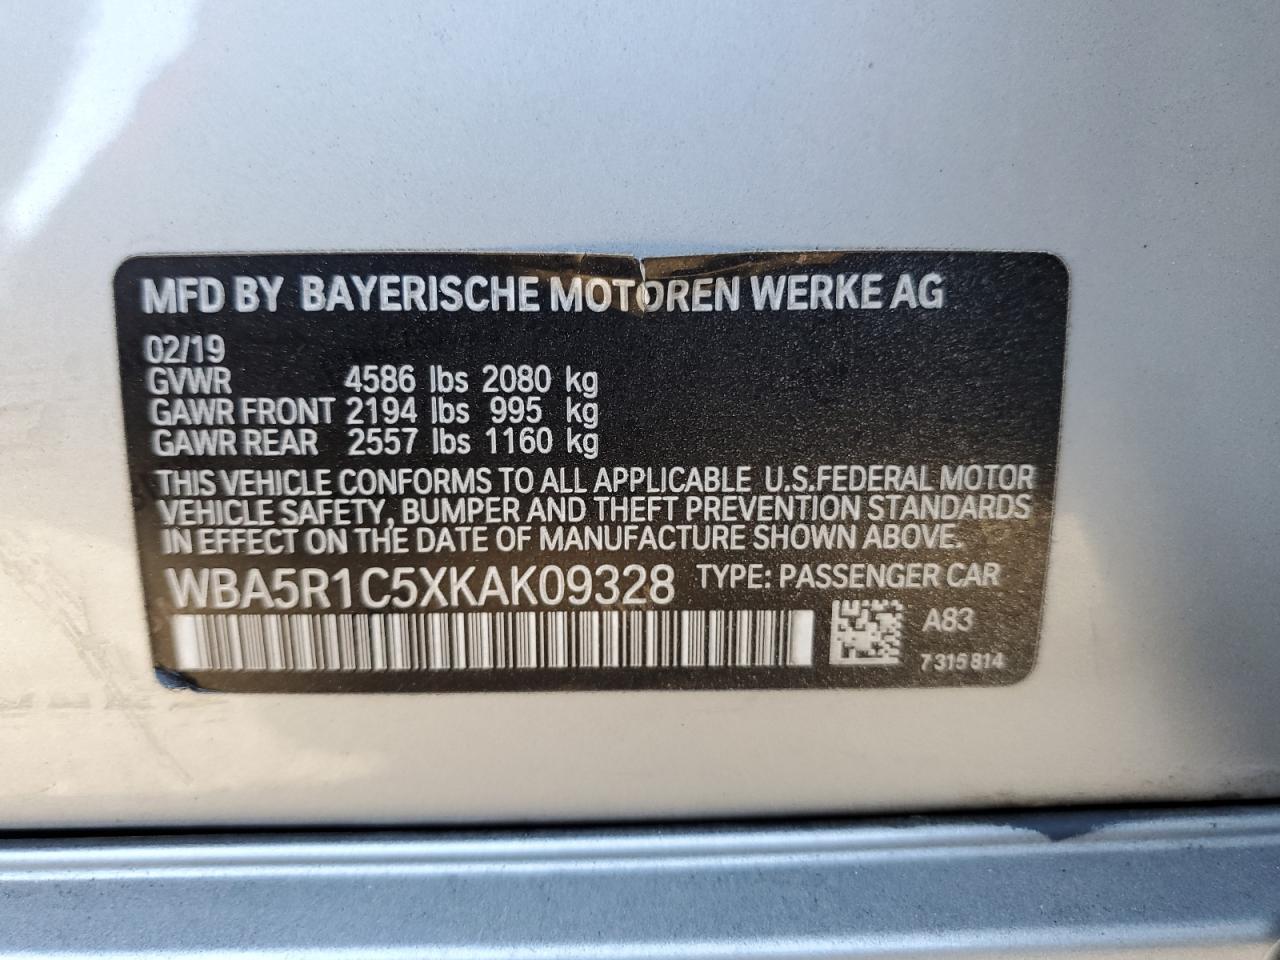 MFD BY BAYERISCHE MOTOREN WERKE AG
02/19
GVWR 4586 lbs 2080 kg
GAWR FRONT 2194 lbs 995 kg
GAWR REAR 2557 lbs 1160 kg
THIS VEHICLE CONFORMS TO ALL APPLICABLE U.S.FEDERAL MOTOR
VEHICLE SAFETY, BUMPER AND THEFT PREVENTION STANDARDS
IN EFFECT ON THE DATE OF MANUFACTURE SHOWN ABOVE.
WBA5R1C5XKAK09328 TYPE: PASSENGER CAR
A83
7 315 814